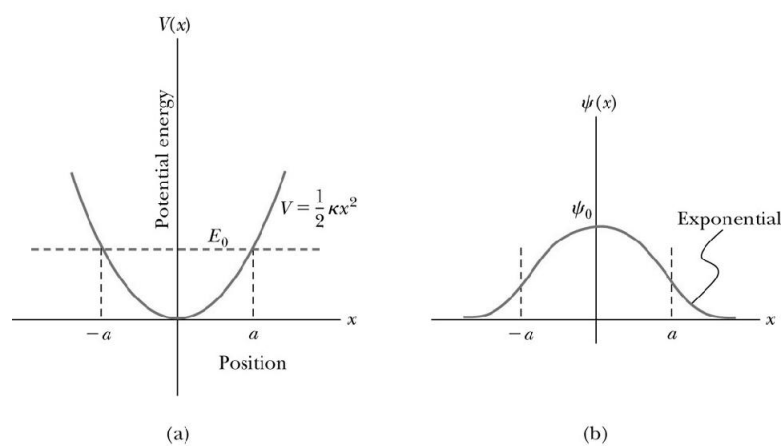 V(x)
Potential energy
V = 1/2 κx²
E₀
−a
a
x
Position
(a)
ψ(x)
ψ₀
Exponential
−a
a
x
(b)